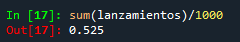 In [17]: sum(lanzamientos)/1000
Out[17]: 0.525